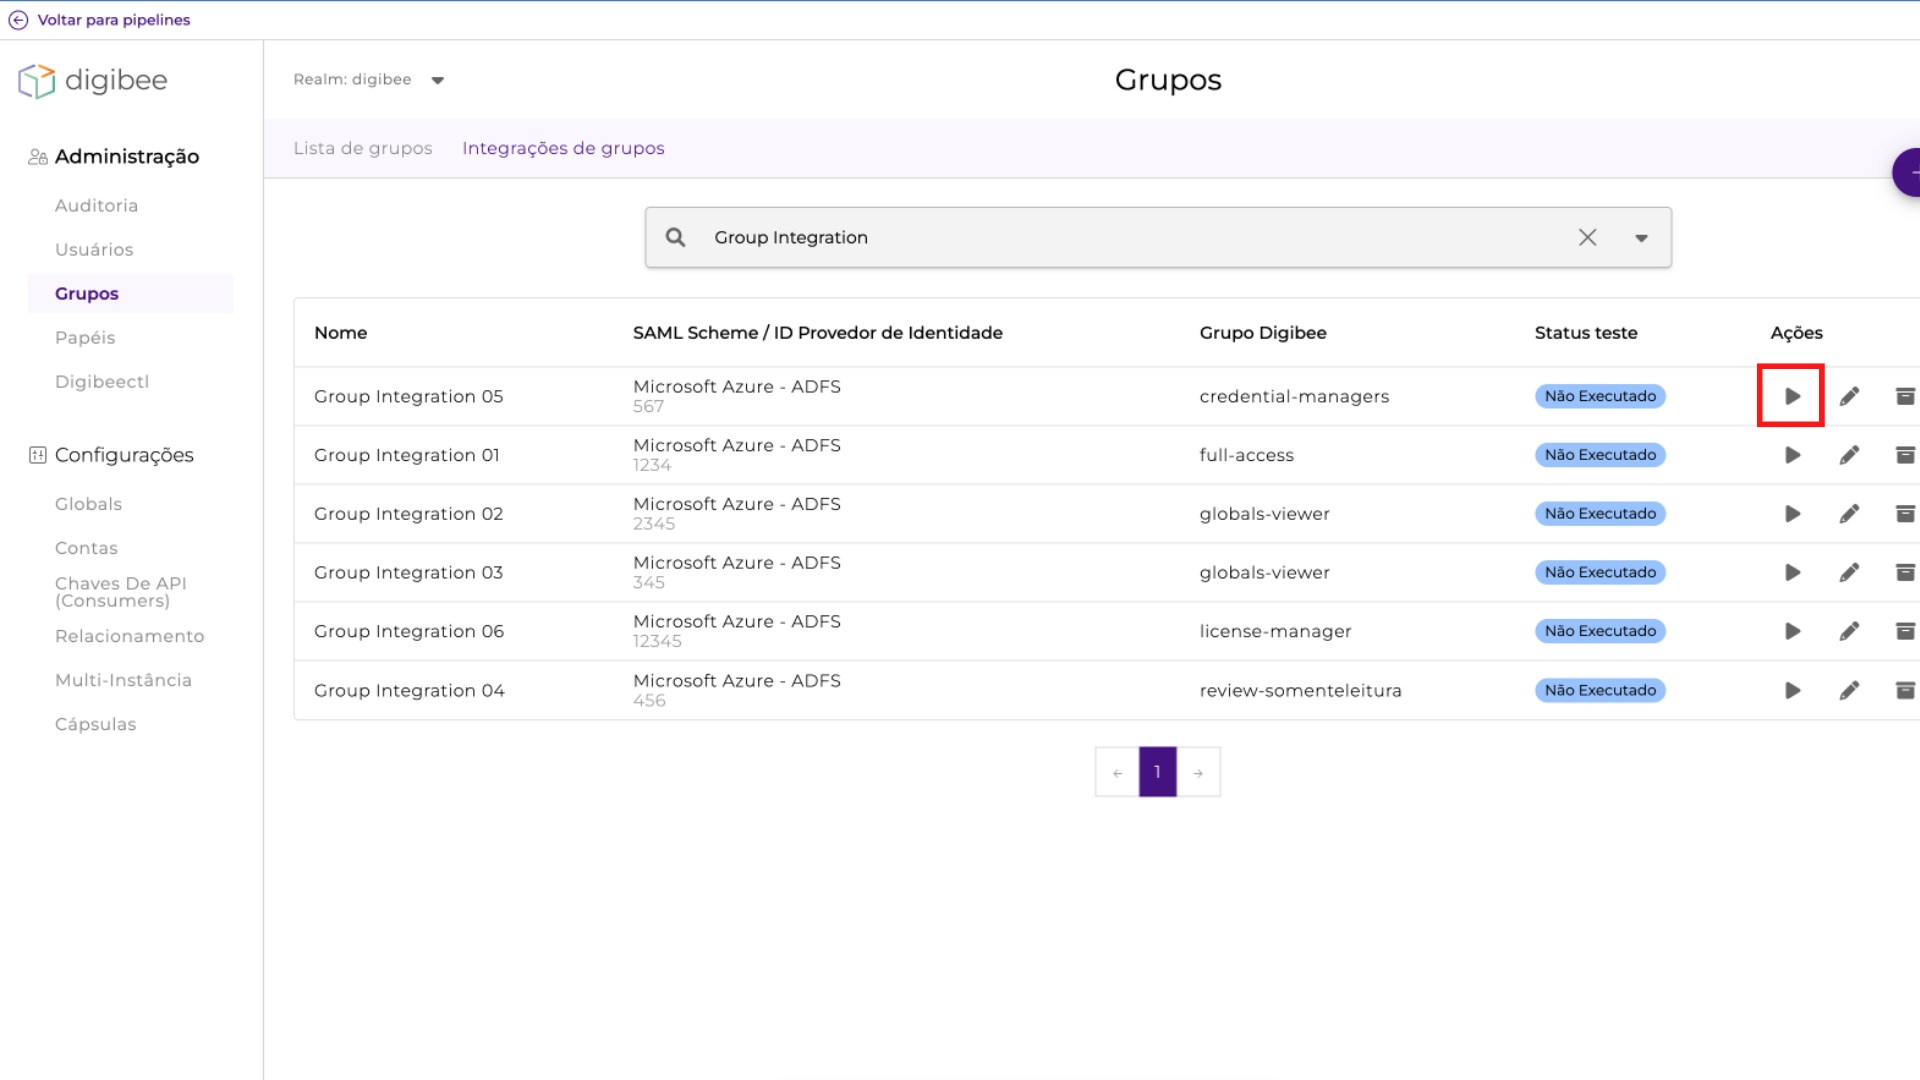 Voltar para pipelines
digibee
Realm: digibee
Grupos
Lista de grupos
Integrações de grupos
Administração
Auditoria
Usuários
Grupos
Papéis
Digibeectl
Configurações
Globals
Contas
Chaves De API
(Consumers)
Relacionamento
Multi-Instância
Cápsulas
Group Integration
Nome SAML Scheme / ID Provedor de Identidade Grupo Digibee Status teste Ações
Group Integration 05 Microsoft Azure - ADFS credential-managers Não Executado
567
Group Integration 01 Microsoft Azure - ADFS full-access Não Executado
1234
Group Integration 02 Microsoft Azure - ADFS globals-viewer Não Executado
2345
Group Integration 03 Microsoft Azure - ADFS globals-viewer Não Executado
345
Group Integration 06 Microsoft Azure - ADFS license-manager Não Executado
12345
Group Integration 04 Microsoft Azure - ADFS review-somenteleitura Não Executado
456
← 1 →